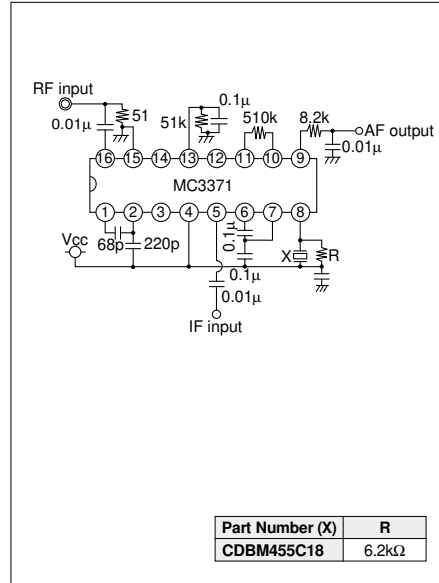 RF input
0.01μ
51
51k
0.1μ
510k
8.2k
AF output
0.01μ
16 15 14 13 12 11 10 9
MC3371
1 2 3 4 5 6 7 8
Vcc
68p
220p
0.1μ
0.1μ
0.01μ
X
R
IF input
Part Number (X) R
CDBM455C18 6.2kΩ